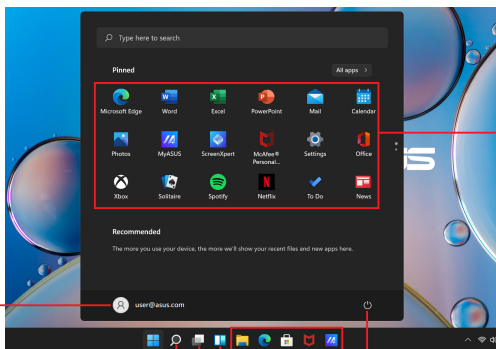 Type here to search
Pinned
All apps >
Microsoft Edge Word Excel PowerPoint Mail Calendar
Photos MyASUS ScreenXpert McAfee® Personal... Settings Office
Xbox Solitaire Spotify Netflix To Do News
Recommended
The more you use your device, the more we'll show your recent files and new apps here.
user@asus.com